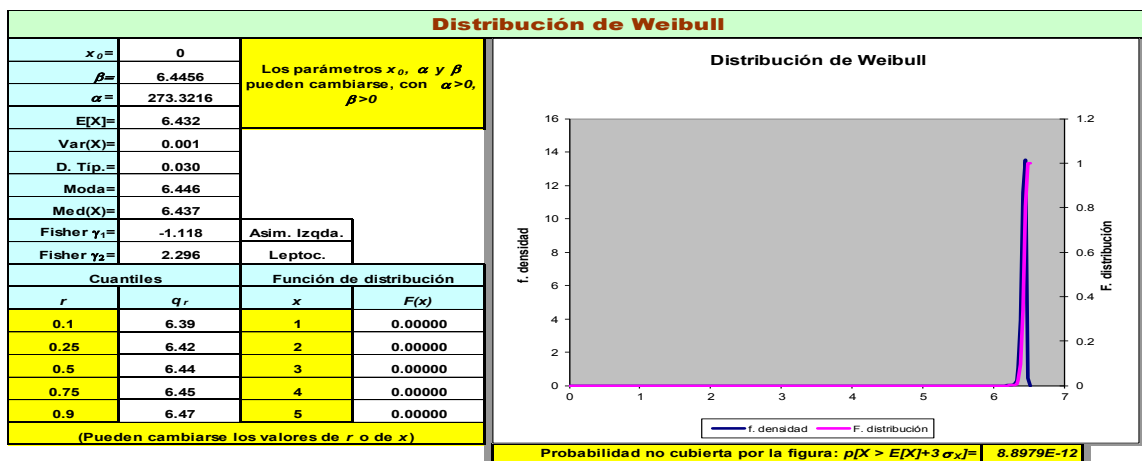 Distribución de Weibull
x₀= 0
β= 6.4456
α= 273.3216
Los parámetros x₀, α y β
pueden cambiarse, con α>0,
β>0
E[X]= 6.432
Var(X)= 0.001
D. Típ.= 0.030
Moda= 6.446
Med(X)= 6.437
Fisher γ₁= -1.118 Asim. Izqda.
Fisher γ₂= 2.296 Leptoc.
Cuantiles Función de distribución
r qᵣ x F(x)
0.1 6.39 1 0.00000
0.25 6.42 2 0.00000
0.5 6.44 3 0.00000
0.75 6.45 4 0.00000
0.9 6.47 5 0.00000
(Pueden cambiarse los valores de r o de x)
Distribución de Weibull
f. densidad
16
14
12
10
8
6
4
2
0
1.2
1
0.8
0.6
0.4
0.2
0
F. distribución
0 1 2 3 4 5 6 7
f. densidad F. distribución
Probabilidad no cubierta por la figura: p[X > E[X]+3σX]= 8.8979E-12